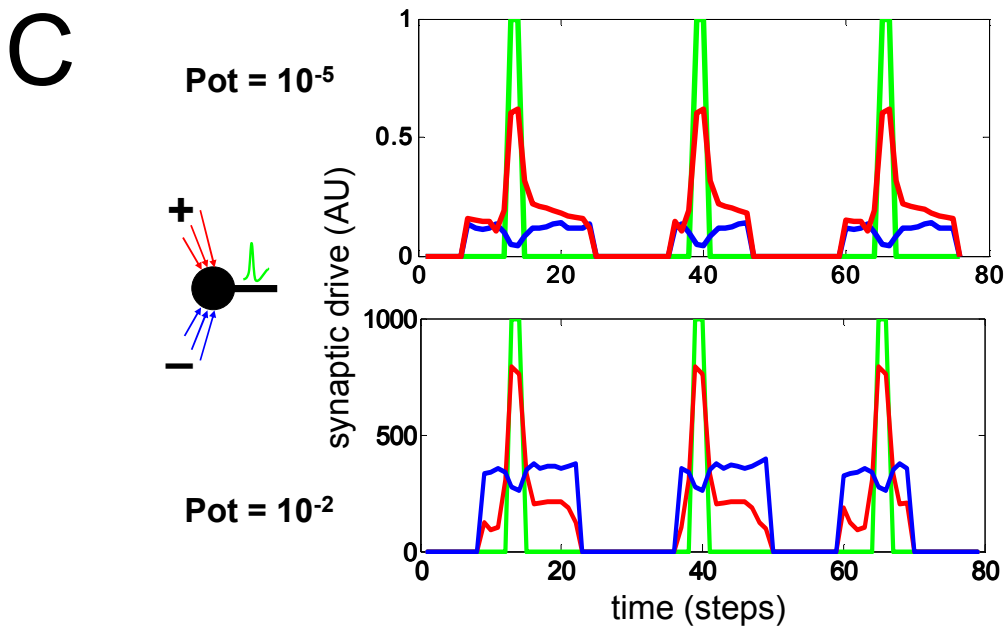 C
Pot = 10⁻⁵
+
−
Pot = 10⁻²
synaptic drive (AU)
1
0.5
0
0 20 40 60 80
1000
500
0
0 20 40 60 80
time (steps)